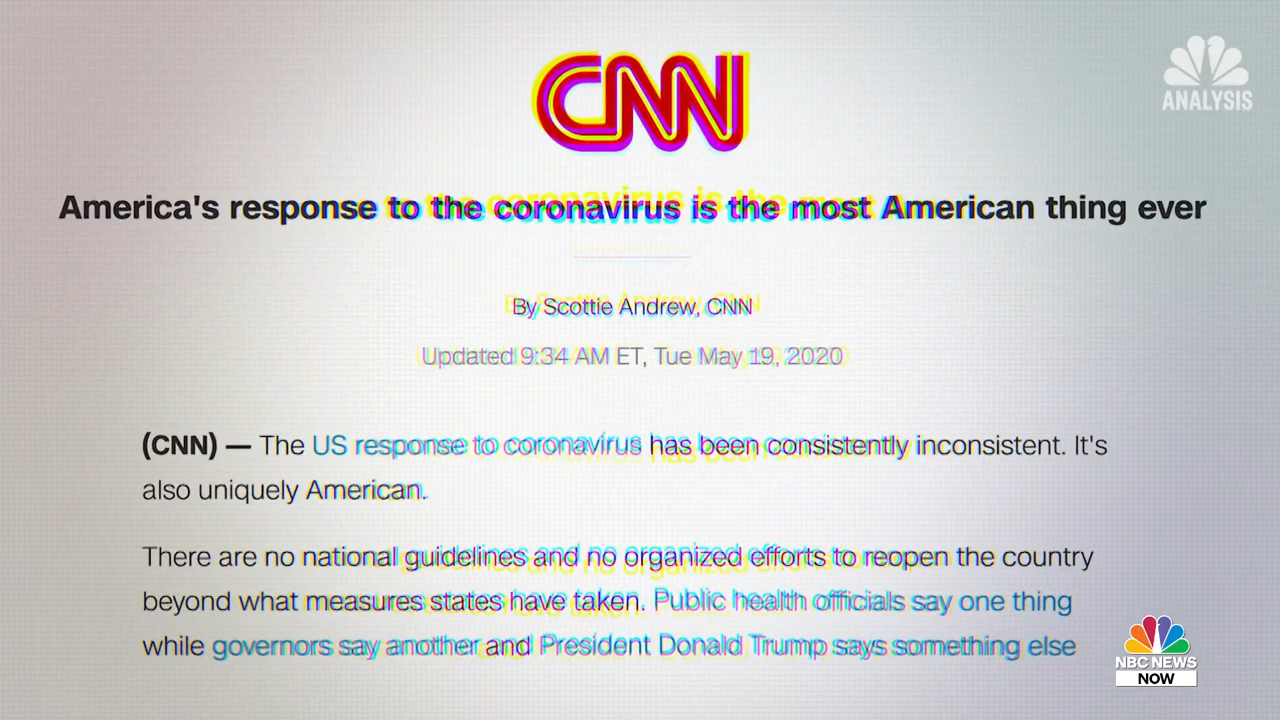 CNN
ANALYSIS
America's response to the coronavirus is the most American thing ever
By Scottie Andrew, CNN
Updated 9:34 AM ET, Tue May 19, 2020
(CNN) — The US response to coronavirus has been consistently inconsistent. It's
also uniquely American.
There are no national guidelines and no organized efforts to reopen the country
beyond what measures states have taken. Public health officials say one thing
while governors say another and President Donald Trump says something else
NBC NEWS
NOW